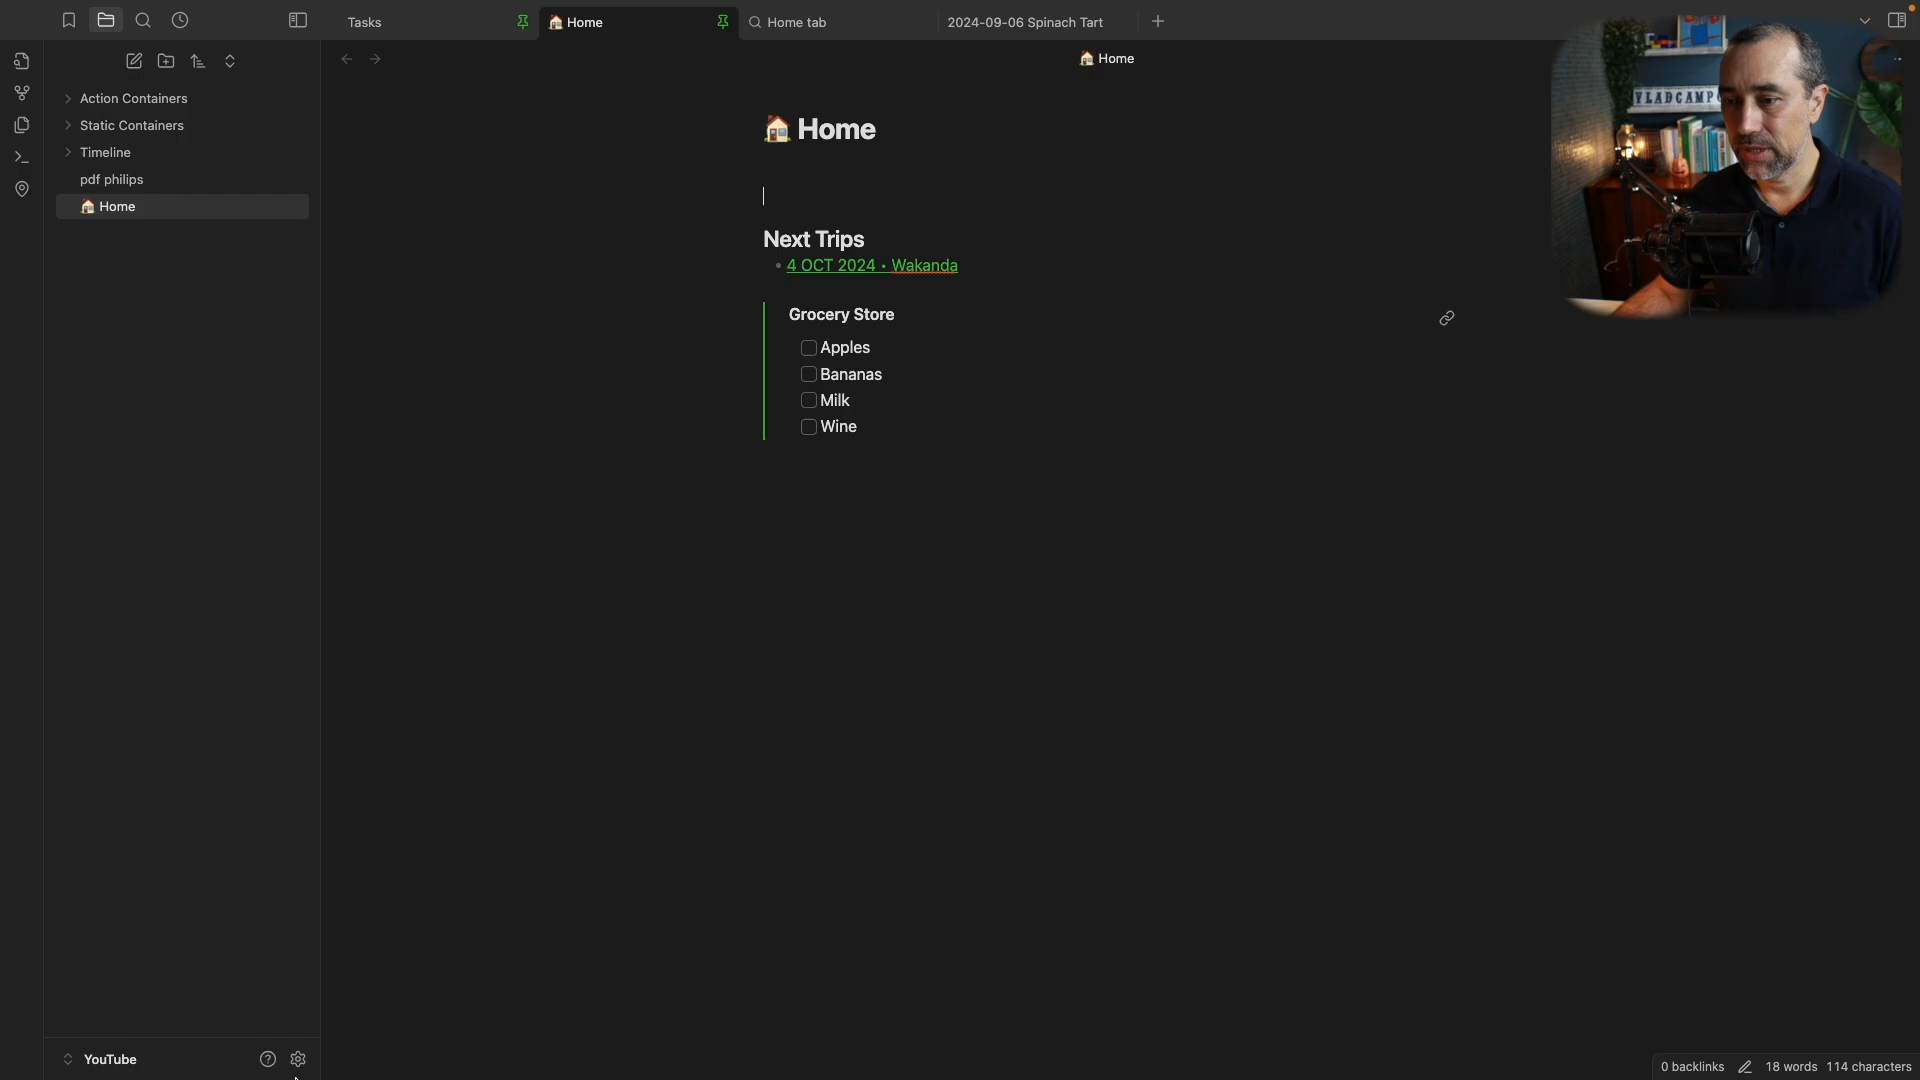 Tasks
🏠 Home
Home tab
2024-09-06 Spinach Tart
Action Containers
Static Containers
Timeline
pdf philips
🏠 Home
🏠 Home
🏠 Home
Next Trips
4 OCT 2024 • Wakanda
Grocery Store
Apples
Bananas
Milk
Wine
VLADCAMPO
YouTube
0 backlinks
18 words 114 characters